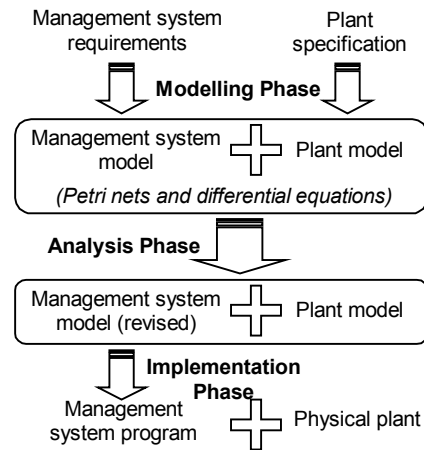 Management system
requirements
Plant
specification
Modelling Phase
Management system
model
Plant model
(Petri nets and differential equations)
Analysis Phase
Management system
model (revised)
Plant model
Implementation
Phase
Management
system program
Physical plant